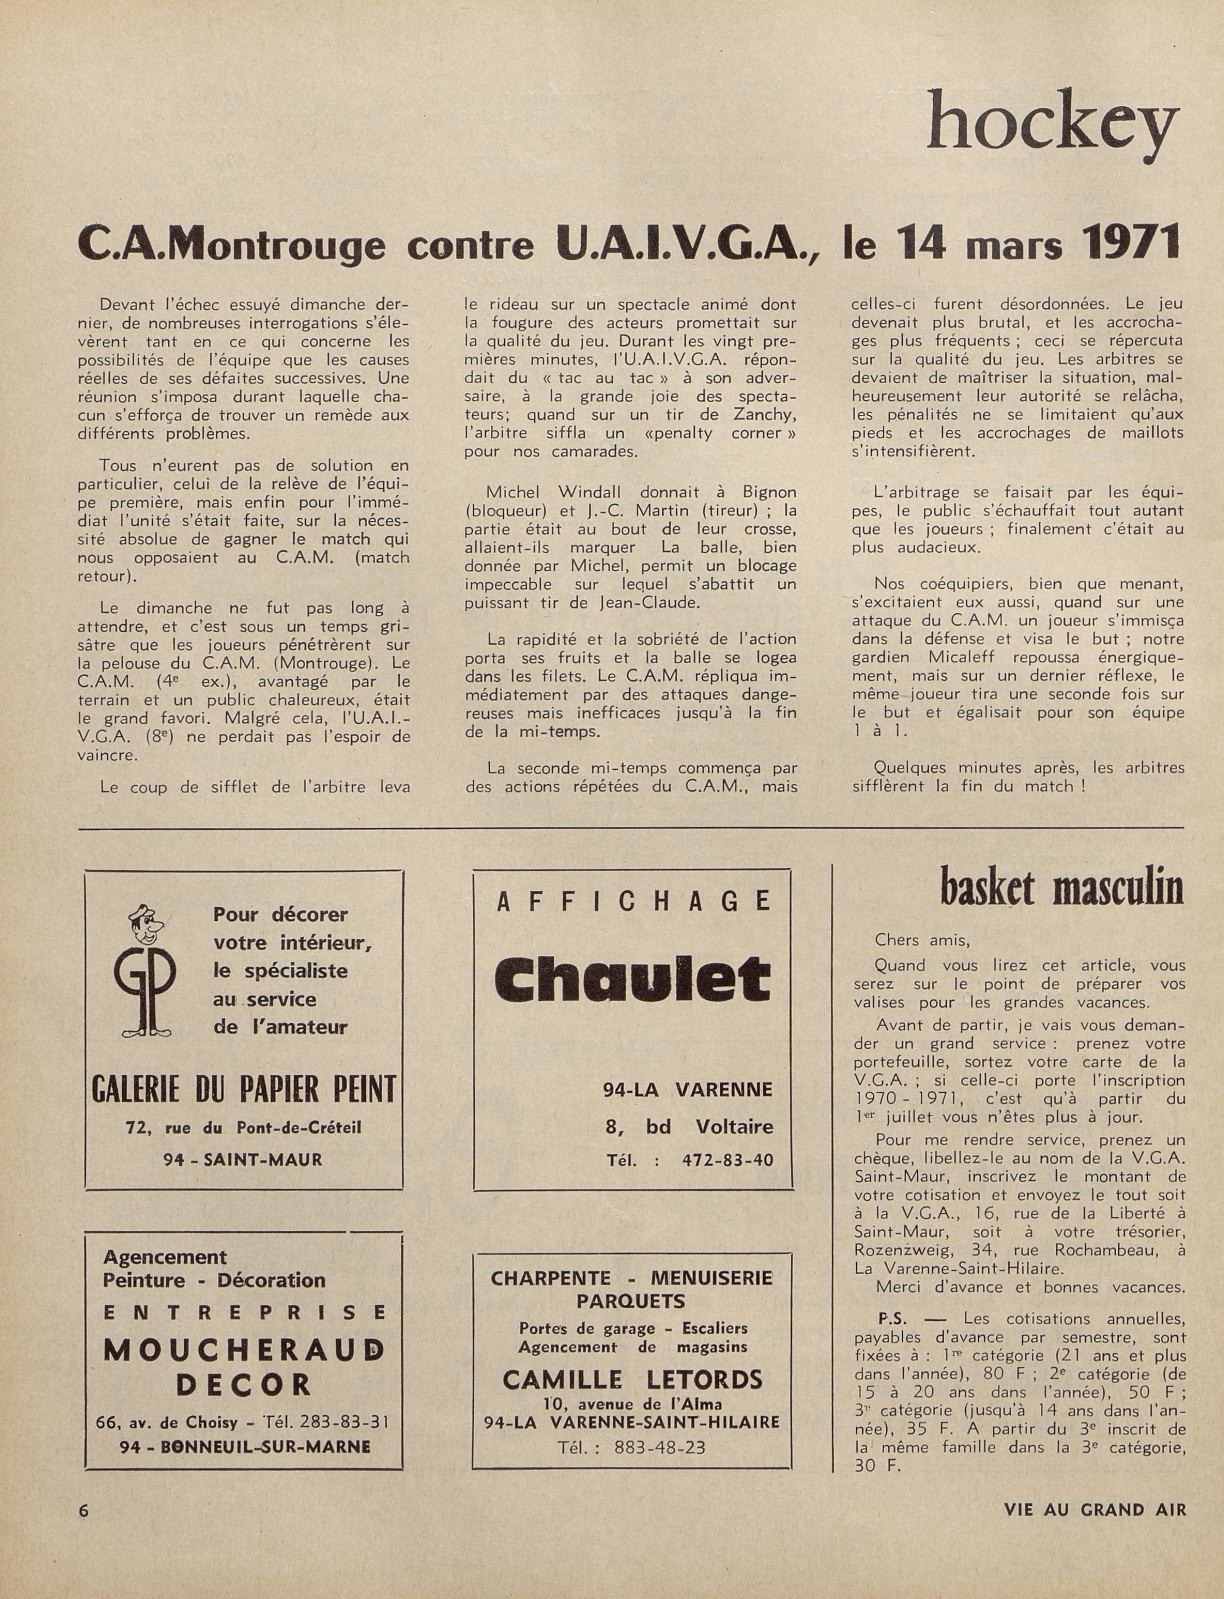 hockey
C.A.Montrouge contre U.A.I.V.G.A., le 14 mars 1971
Devant l'échec essuyé dimanche der-
nier, de nombreuses interrogations s'éle-
vèrent tant en ce qui concerne les
possibilités de l'équipe que les causes
réelles de ses défaites successives. Une
réunion s'imposa durant laquelle cha-
cun s'efforça de trouver un remède aux
différents problèmes.
Tous n'eurent pas de solution en
particulier, celui de la relève de l'équi-
pe première, mais enfin pour l'immé-
diat l'unité s'était faite, sur la néces-
sité absolue de gagner le match qui
nous opposaient au C.A.M. (match
retour).
Le dimanche ne fut pas long à
attendre, et c'est sous un temps gri-
sâtre que les joueurs pénétrèrent sur
la pelouse du C.A.M. (Montrouge). Le
C.A.M. (4e ex.), avantagé par le
terrain et un public chaleureux, était
le grand favori. Malgré cela, l'U.A.I.-
V.G.A. (8e) ne perdait pas l'espoir de
vaincre.
Le coup de sifflet de l'arbitre leva
le rideau sur un spectacle animé dont
la fougure des acteurs promettait sur
la qualité du jeu. Durant les vingt pre-
mières minutes, l'U.A.I.V.G.A. répon-
dait du « tac au tac » à son adver-
saire, à la grande joie des specta-
teurs; quand sur un tir de Zanchy,
l'arbitre siffla un «penalty corner»
pour nos camarades.
Michel Windall donnait à Bignon
(bloqueur) et J.-C. Martin (tireur) ; la
partie était au bout de leur crosse,
allaient-ils marquer La balle, bien
donnée par Michel, permit un blocage
impeccable sur lequel s'abattit un
puissant tir de Jean-Claude.
La rapidité et la sobriété de l'action
porta ses fruits et la balle se logea
dans les filets. Le C.A.M. répliqua im-
médiatement par des attaques dange-
reuses mais inefficaces jusqu'à la fin
de la mi-temps.
La seconde mi-temps commença par
des actions répétées du C.A.M., mais
celles-ci furent désordonnées. Le jeu
devenait plus brutal, et les accrocha-
ges plus fréquents ; ceci se répercuta
sur la qualité du jeu. Les arbitres se
devaient de maîtriser la situation, mal-
heureusement leur autorité se relâcha,
les pénalités ne se limitaient qu'aux
pieds et les accrochages de maillots
s'intensifièrent.
L'arbitrage se faisait par les équi-
pes, le public s'échauffait tout autant
que les joueurs ; finalement c'était au
plus audacieux.
Nos coéquipiers, bien que menant,
s'excitaient eux aussi, quand sur une
attaque du C.A.M. un joueur s'immisça
dans la défense et visa le but ; notre
gardien Micaleff repoussa énergique-
ment, mais sur un dernier réflexe, le
même joueur tira une seconde fois sur
le but et égalisait pour son équipe
1 à 1.
Quelques minutes après, les arbitres
sifflèrent la fin du match !
GP
Pour décorer
votre intérieur,
le spécialiste
au service
de l'amateur
GALERIE DU PAPIER PEINT
72, rue du Pont-de-Créteil
94 - SAINT-MAUR
AFFICHAGE
Chaulet
94-LA VARENNE
8, bd Voltaire
Tél. : 472-83-40
Agencement
Peinture - Décoration
ENTREPRISE
MOUCHERAUD
DECOR
66, av. de Choisy - Tél. 283-83-31
94 - BONNEUIL-SUR-MARNE
CHARPENTE - MENUISERIE
PARQUETS
Portes de garage - Escaliers
Agencement de magasins
CAMILLE LETORDS
10, avenue de l'Alma
94-LA VARENNE-SAINT-HILAIRE
Tél. : 883-48-23
basket masculin
Chers amis,
Quand vous lirez cet article, vous
serez sur le point de préparer vos
valises pour les grandes vacances.
Avant de partir, je vais vous deman-
der un grand service : prenez votre
portefeuille, sortez votre carte de la
V.G.A. ; si celle-ci porte l'inscription
1970 - 1971, c'est qu'à partir du
1er juillet vous n'êtes plus à jour.
Pour me rendre service, prenez un
chèque, libellez-le au nom de la V.G.A.
Saint-Maur, inscrivez le montant de
votre cotisation et envoyez le tout soit
à la V.G.A., 16, rue de la Liberté à
Saint-Maur, soit à votre trésorier,
Rozenzweig, 34, rue Rochambeau, à
La Varenne-Saint-Hilaire.
Merci d'avance et bonnes vacances.
P.S. — Les cotisations annuelles,
payables d'avance par semestre, sont
fixées à : 1re catégorie (21 ans et plus
dans l'année), 80 F ; 2e catégorie (de
15 à 20 ans dans l'année), 50 F ;
3e catégorie (jusqu'à 14 ans dans l'an-
née), 35 F. A partir du 3e inscrit de
la même famille dans la 3e catégorie,
30 F.
6
VIE AU GRAND AIR